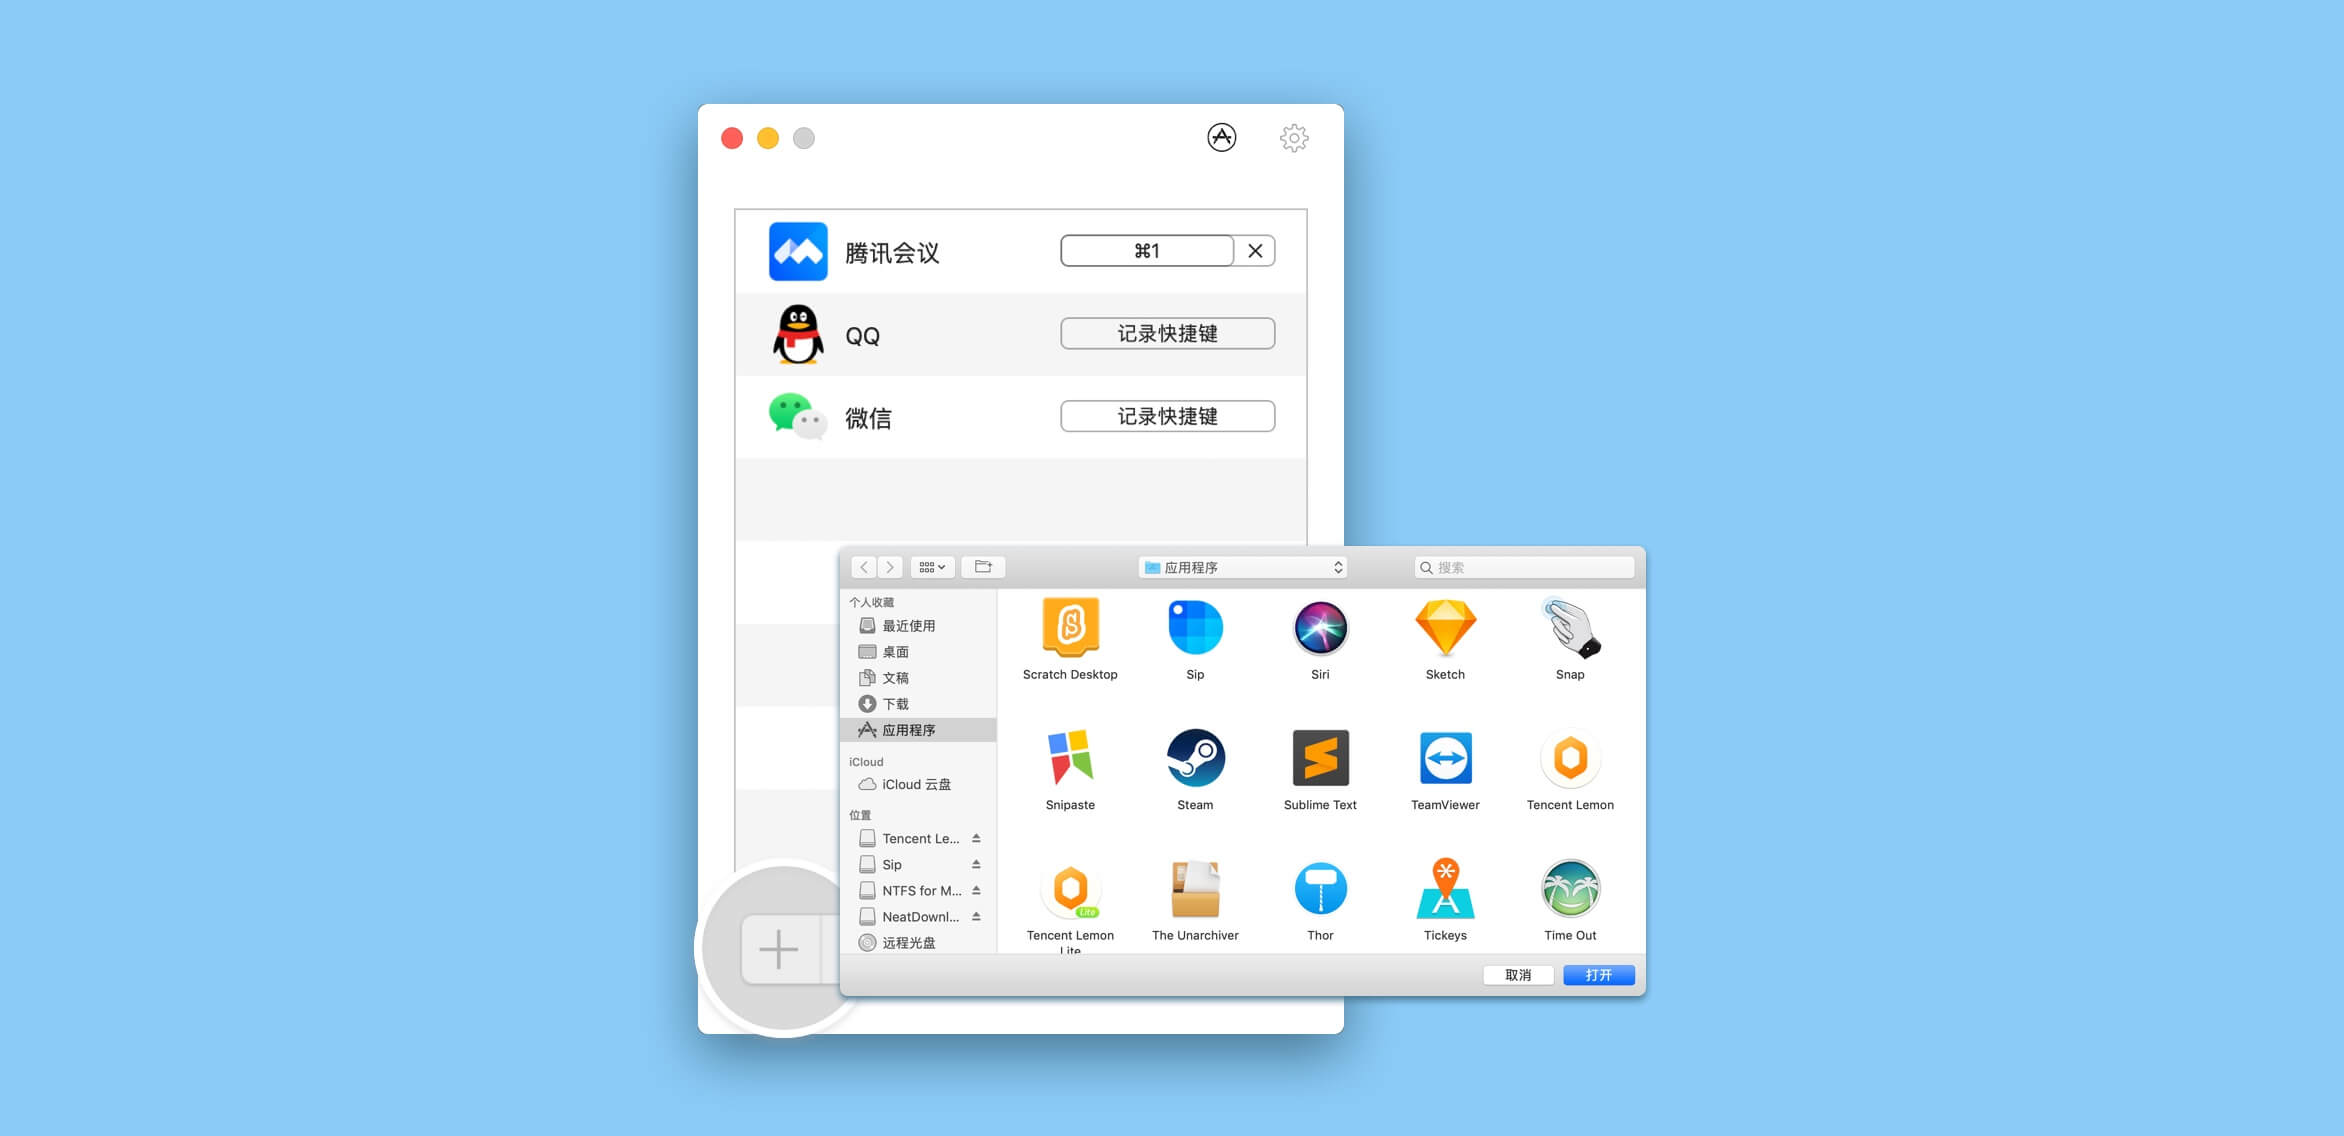 腾讯会议
⌘1
QQ
记录快捷键
微信
记录快捷键
应用程序
搜索
个人收藏
最近使用
桌面
文稿
下载
应用程序
iCloud
iCloud 云盘
位置
Tencent Le...
Sip
NTFS for M...
NeatDownl...
远程光盘
Scratch Desktop
Sip
Siri
Sketch
Snap
Snipaste
Steam
Sublime Text
TeamViewer
Tencent Lemon
Lite
Tencent Lemon
Lite
The Unarchiver
Thor
Tickeys
Time Out
取消
打开